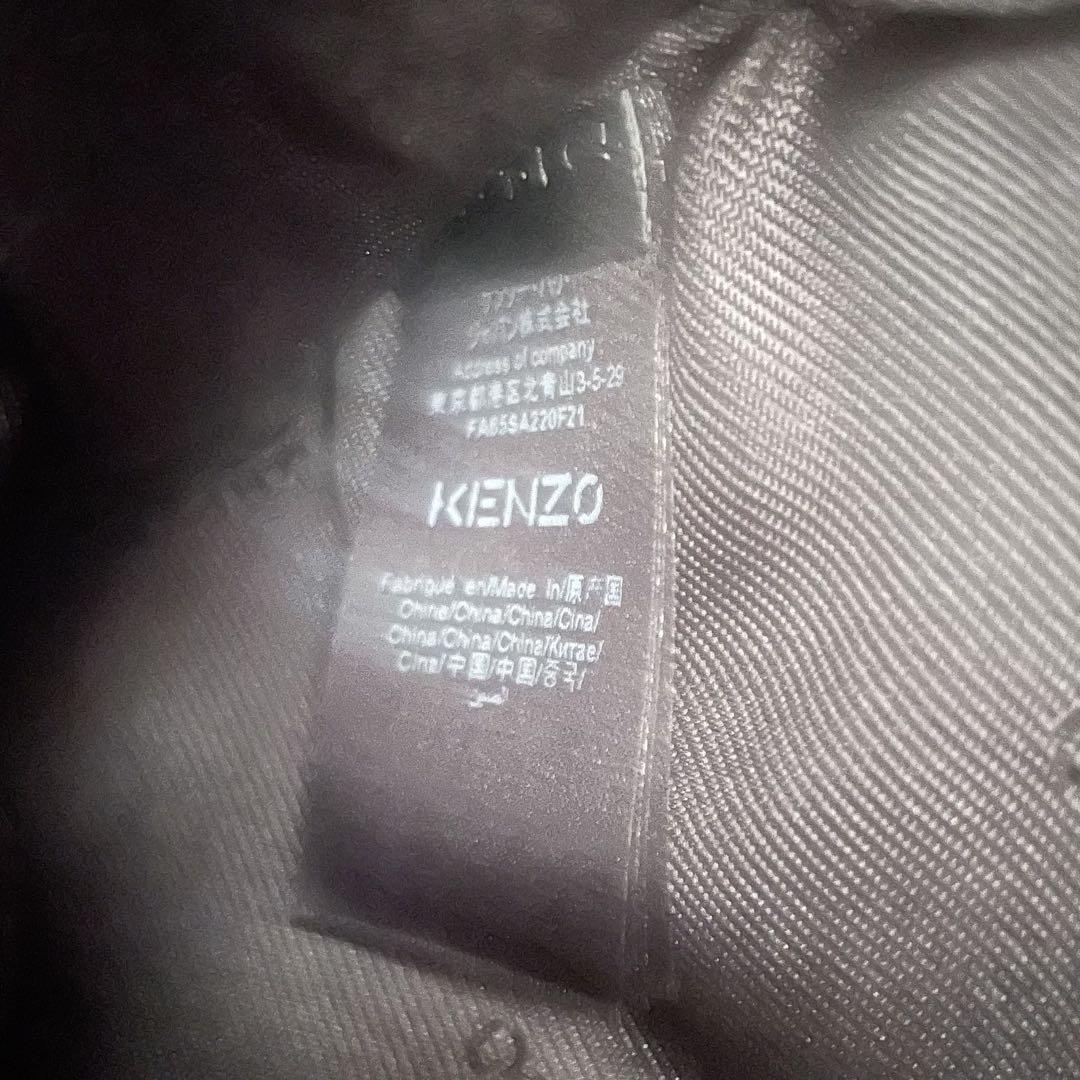 ジャパン株式会社
Address of company
東京都港区北青山3-5-29
FA65SA220F21
KENZO
Fabriqué en/Made in/原产国
China/China/China/Cina/
China/China/China/Китае/
Cina/中国/中国/중국/
الصين